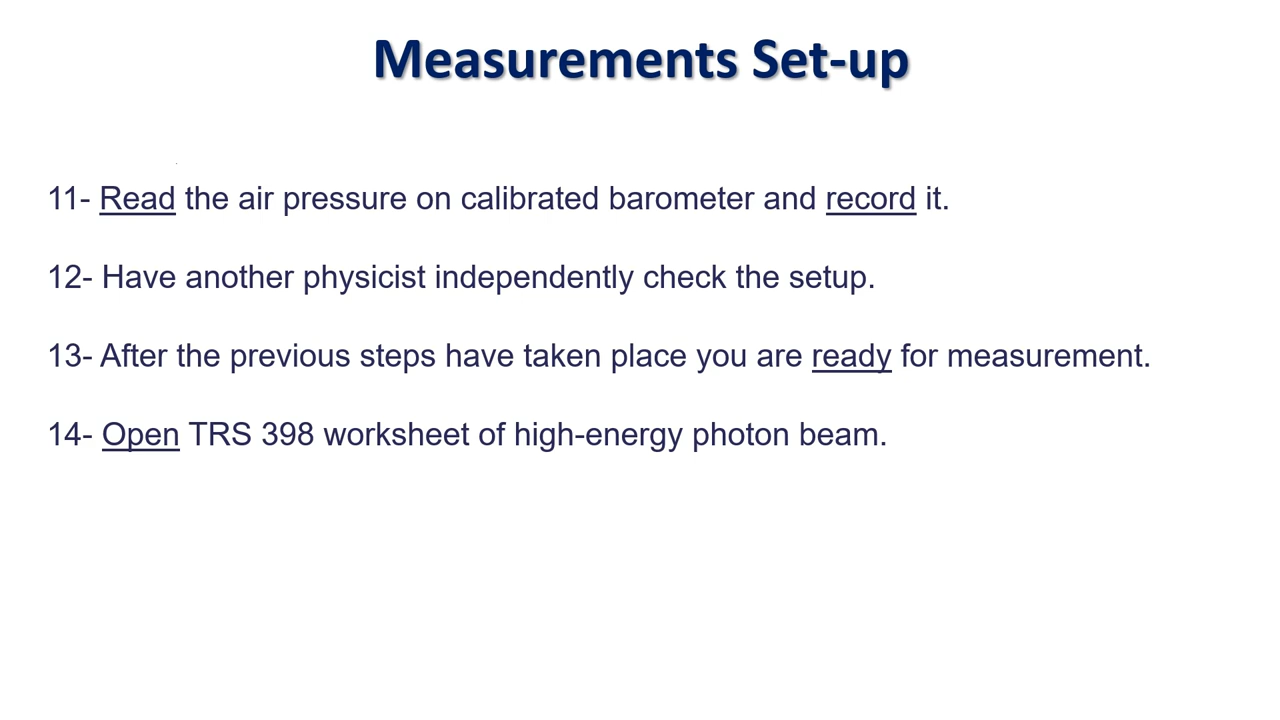 Measurements Set-up
11- Read the air pressure on calibrated barometer and record it.
12- Have another physicist independently check the setup.
13- After the previous steps have taken place you are ready for measurement.
14- Open TRS 398 worksheet of high-energy photon beam.